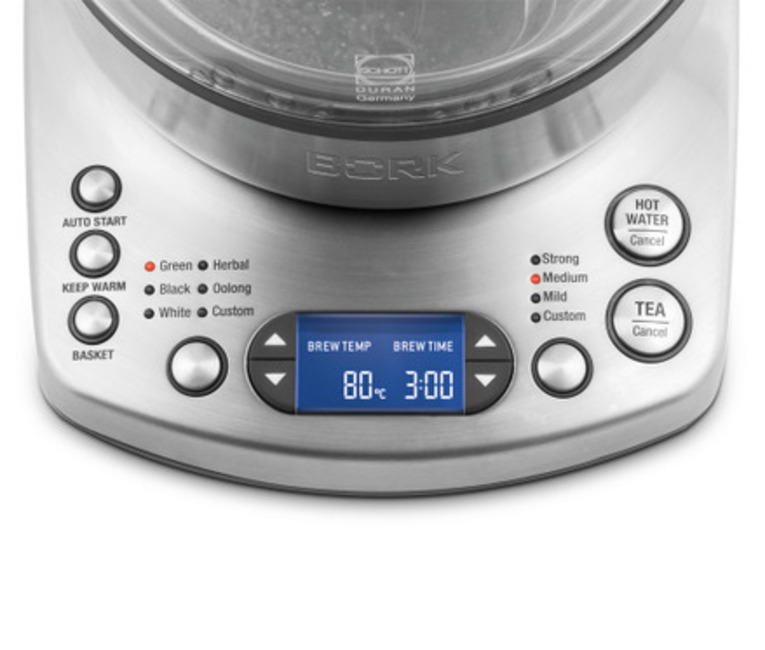 SCHOTT
DURAN
Germany
BORK
AUTO START
KEEP WARM
BASKET
Green Herbal
Black Oolong
White Custom
BREW TEMP BREW TIME
80°C 3:00
Strong
Medium
Mild
Custom
HOT
WATER
Cancel
TEA
Cancel